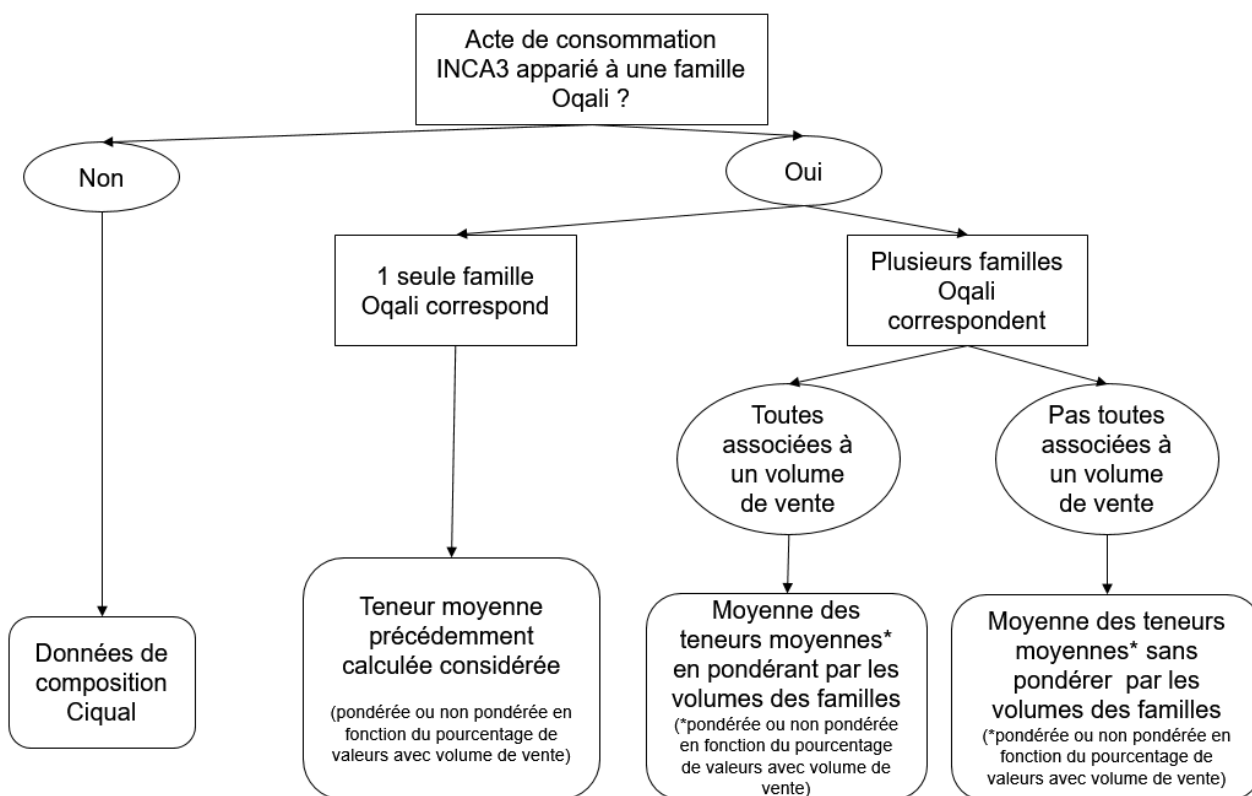 Acte de consommation
INCA3 apparié à une famille
Oqali ?
Non
Oui
1 seule famille
Oqali correspond
Plusieurs familles
Oqali
correspondent
Toutes
associées à
un volume
de vente
Pas toutes
associées à
un volume
de vente
Données de
composition
Ciqual
Teneur moyenne
précédemment
calculée considérée
(pondérée ou non pondérée en
fonction du pourcentage de
valeurs avec volume de vente)
Moyenne des
teneurs moyennes*
en pondérant par les
volumes des familles
(*pondérée ou non pondérée
en fonction du pourcentage
de valeurs avec volume de
vente)
Moyenne des teneurs
moyennes* sans
pondérer par les
volumes des familles
(*pondérée ou non pondérée en
fonction du pourcentage de
valeurs avec volume de vente)